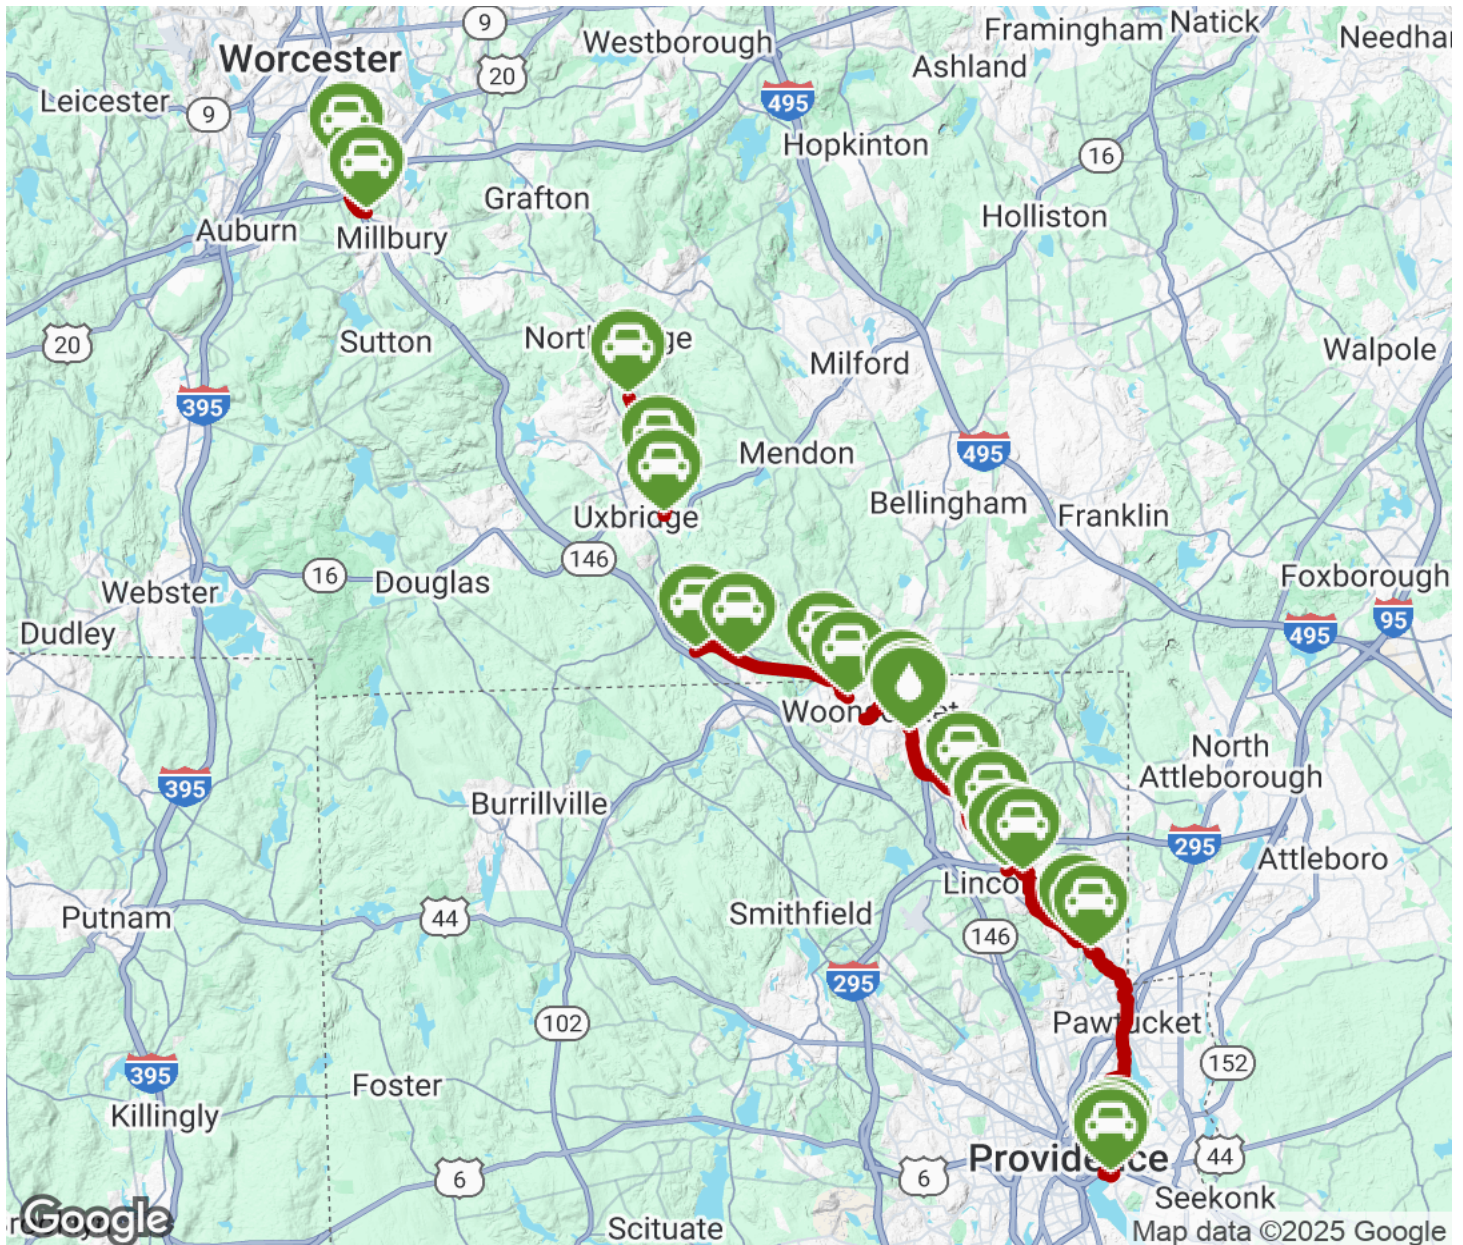 9
Westborough
Framingham
Natick
Worcester
20
Ashland
Leicester
9
495
Hopkinton
16
Grafton
Holliston
Auburn
Millbury
20
Sutton
Milford
Walpole
395
Mendon
495
Bellingham
Franklin
Uxbridge
146
16
Douglas
Webster
Foxborough
95
495
Dudley
North
Attleborough
395
Burrillville
295
Attleboro
Putnam
44
Smithfield
146
295
102
Pawtucket
152
395
Foster
Killingly
Providence
44
6
6
Seekonk
Google
Scituate
Map data ©2025 Google